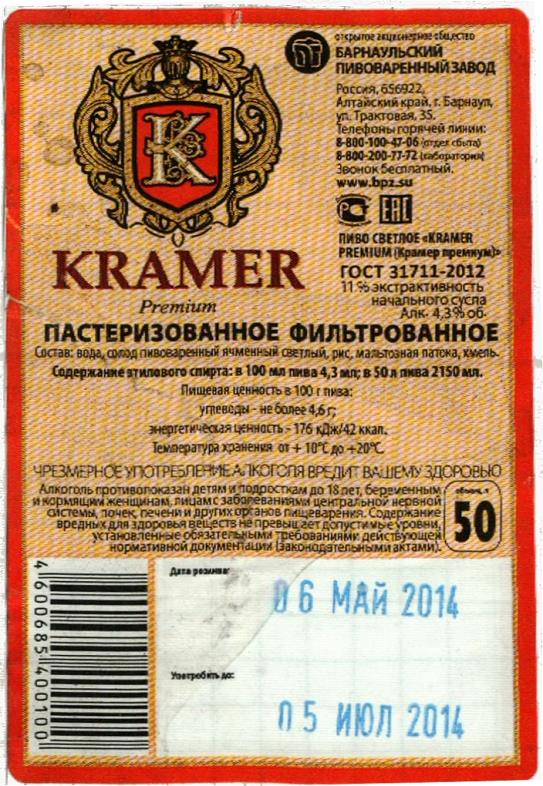 открытое акционерное общество
БАРНАУЛЬСКИЙ
ПИВОВАРЕННЫЙ ЗАВОД
Россия, 656922,
Алтайский край, г. Барнаул,
ул. Трактовая, 35.
Телефоны горячей линии:
8-800-100-47-06 (отдел сбыта)
8-800-200-77-72 (лаборатория)
Звонок бесплатный.
www.bpz.su
EAC
ПИВО СВЕТЛОЕ «KRAMER
PREMIUM (Крамер премиум)»
ГОСТ 31711-2012
11 % экстрактивность
начального сусла
Алк. 4,3 % об.
KRAMER
Premium
ПАСТЕРИЗОВАННОЕ ФИЛЬТРОВАННОЕ
Состав: вода, солод пивоваренный ячменный светлый, рис, мальтозная патока, хмель.
Содержание этилового спирта: в 100 мл пива 4,3 мл; в 50 л пива 2150 мл.
Пищевая ценность в 100 г пива:
углеводы - не более 4,6 г;
энергетическая ценность - 176 кДж/42 ккал.
Температура хранения от + 10°С до +20°С.
ЧРЕЗМЕРНОЕ УПОТРЕБЛЕНИЕ АЛКОГОЛЯ ВРЕДИТ ВАШЕМУ ЗДОРОВЬЮ
Алкоголь противопоказан детям и подросткам до 18 лет, беременным
и кормящим женщинам, лицам с заболеваниями центральной нервной
системы, почек, печени и других органов пищеварения. Содержание
вредных для здоровья веществ не превышает допустимые уровни,
установленные обязательными требованиями действующей
нормативной документации (Законодательными актами).
объем, л
50
Дата розлива:
06 МАЙ 2014
Употребить до:
05 ИЮЛ 2014
4600685400100